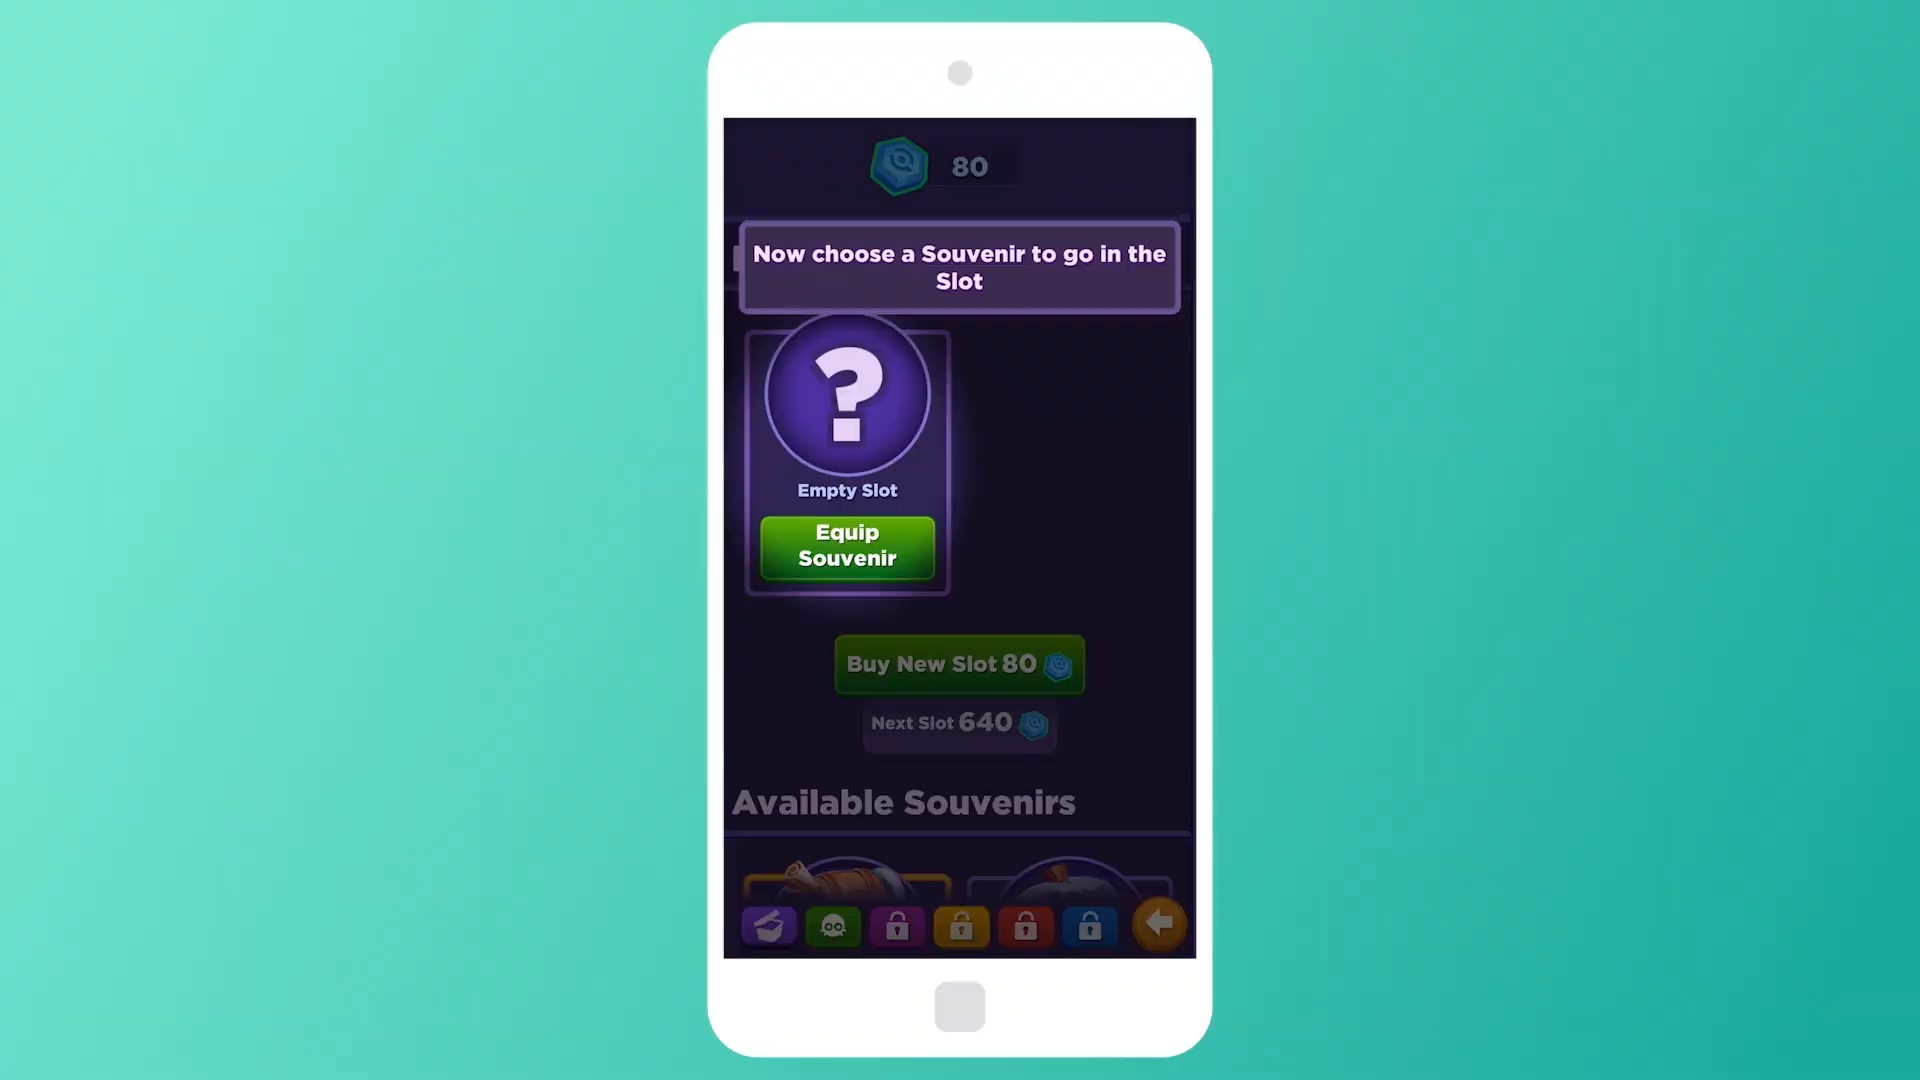 80
Now choose a Souvenir to go in the
Slot
?
Empty Slot
Equip
Souvenir
Buy New Slot 80
Next Slot 640
Available Souvenirs